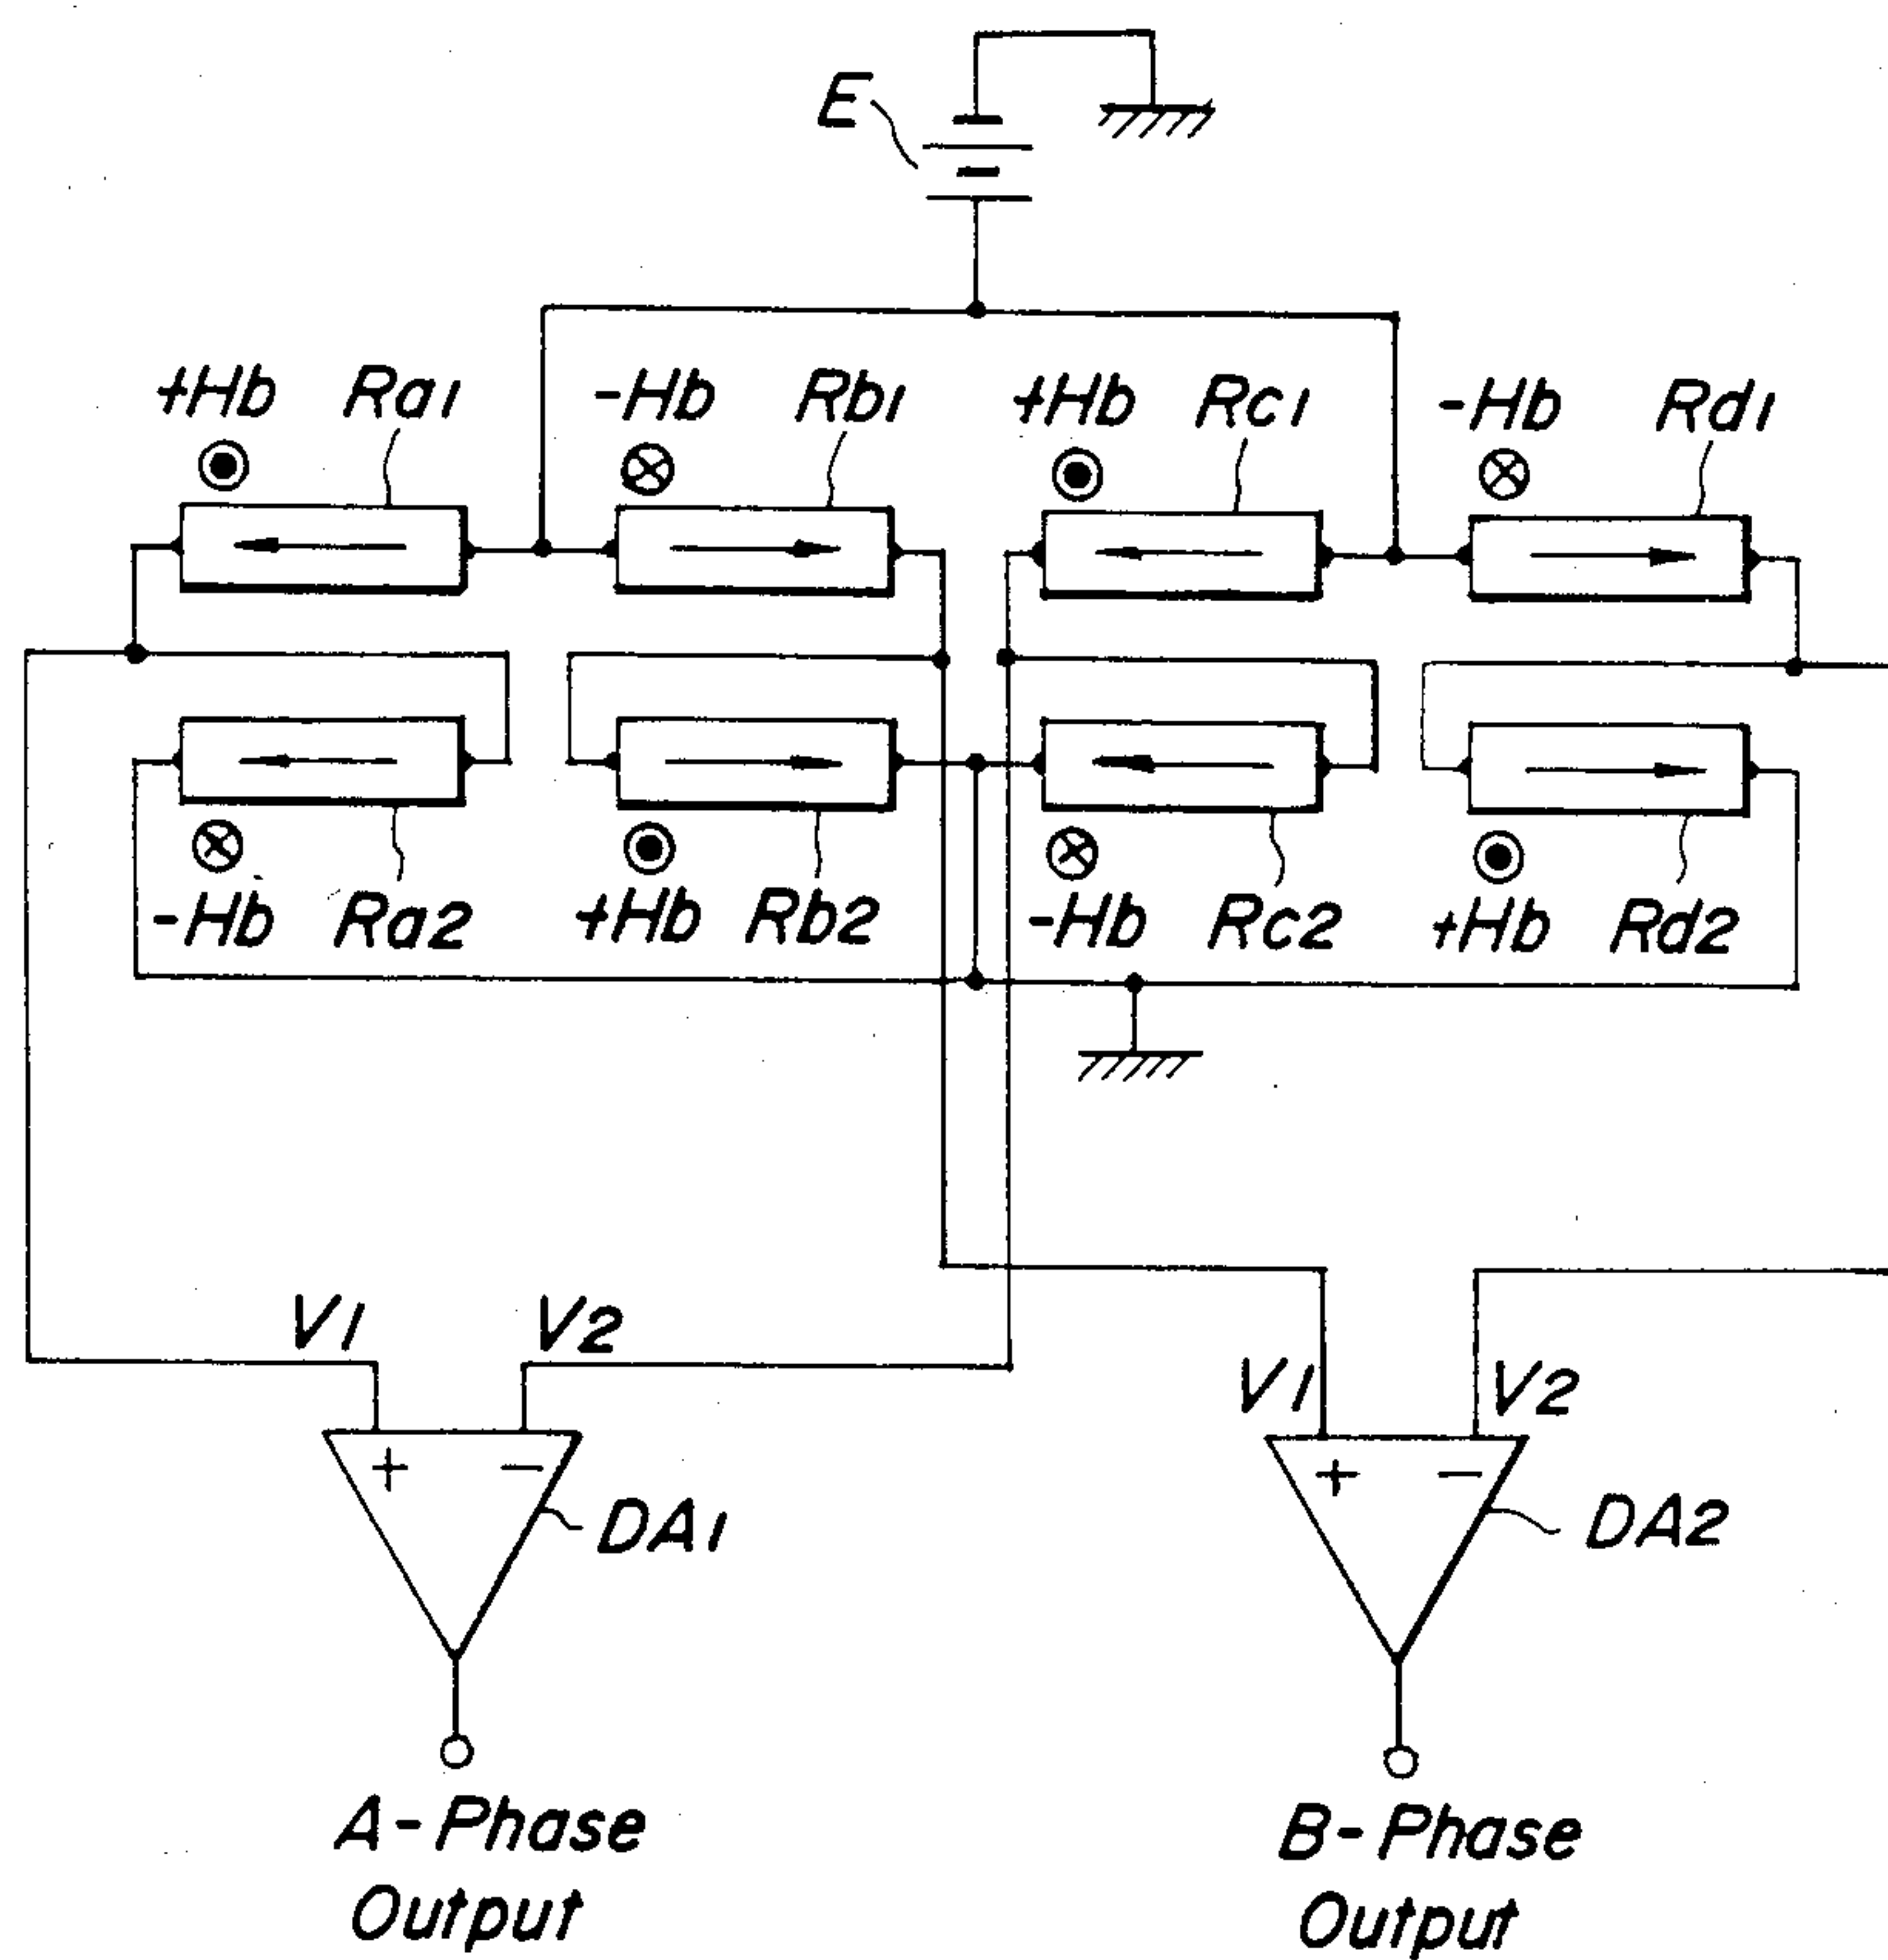 E
+Hb Ra1 -Hb Rb1 +Hb Rc1 -Hb Rd1
-Hb Ra2 +Hb Rb2 -Hb Rc2 +Hb Rd2
V1 V2
V1 V2
+ -
+ -
DA1
DA2
A-Phase
Output
B-Phase
Output